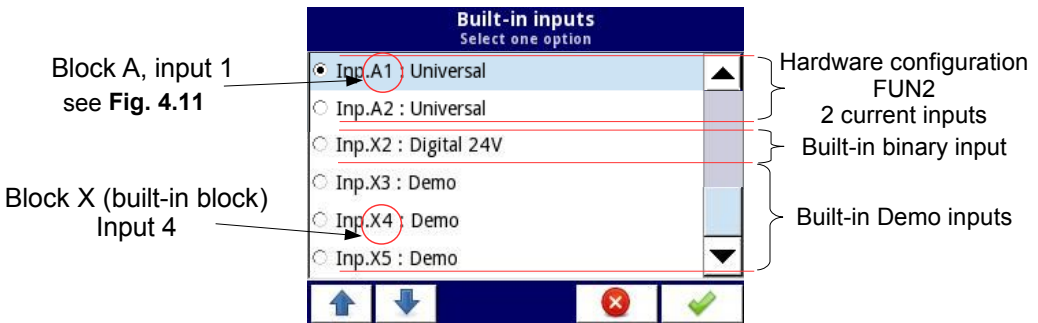 Built-in inputs
Select one option
Block A, input 1
see Fig. 4.11
Inp.A1 : Universal
Inp.A2 : Universal
Inp.X2 : Digital 24V
Inp.X3 : Demo
Inp.X4 : Demo
Inp.X5 : Demo
Block X (built-in block)
Input 4
Hardware configuration
FUN2
2 current inputs
Built-in binary input
Built-in Demo inputs